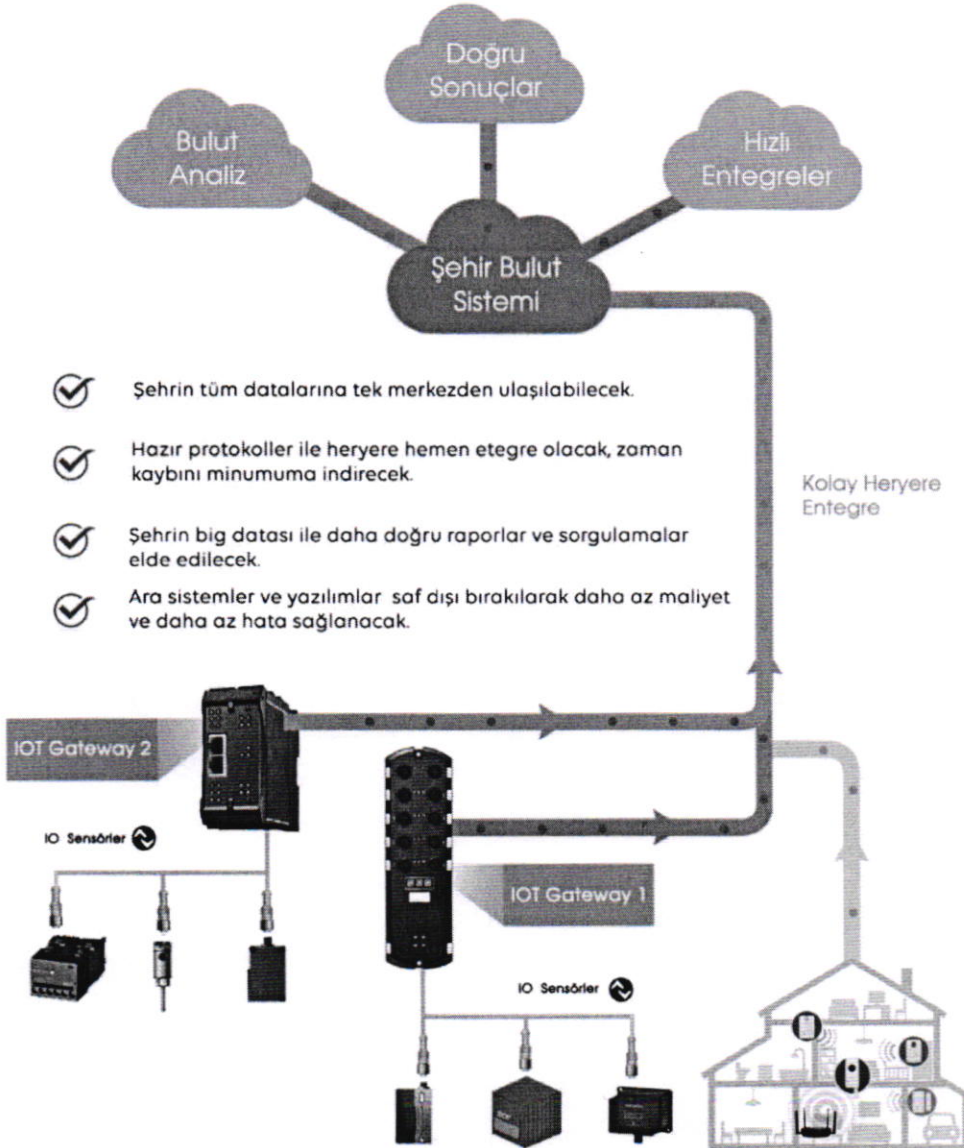 Doğru
Sonuçlar
Bulut
Analiz
Hızlı
Entegreler
Şehir Bulut
Sistemi
Şehrin tüm datalarına tek merkezden ulaşılabilecek.
Hazır protokoller ile heryere hemen etegre olacak, zaman
kaybını minumuma indirecek.
Kolay Heryere
Entegre
Şehrin big datası ile daha doğru raporlar ve sorgulamalar
elde edilecek.
Ara sistemler ve yazılımlar saf dışı bırakılarak daha az maliyet
ve daha az hata sağlanacak.
IOT Gateway 2
IO Sensörler
IOT Gateway 1
IO Sensörler